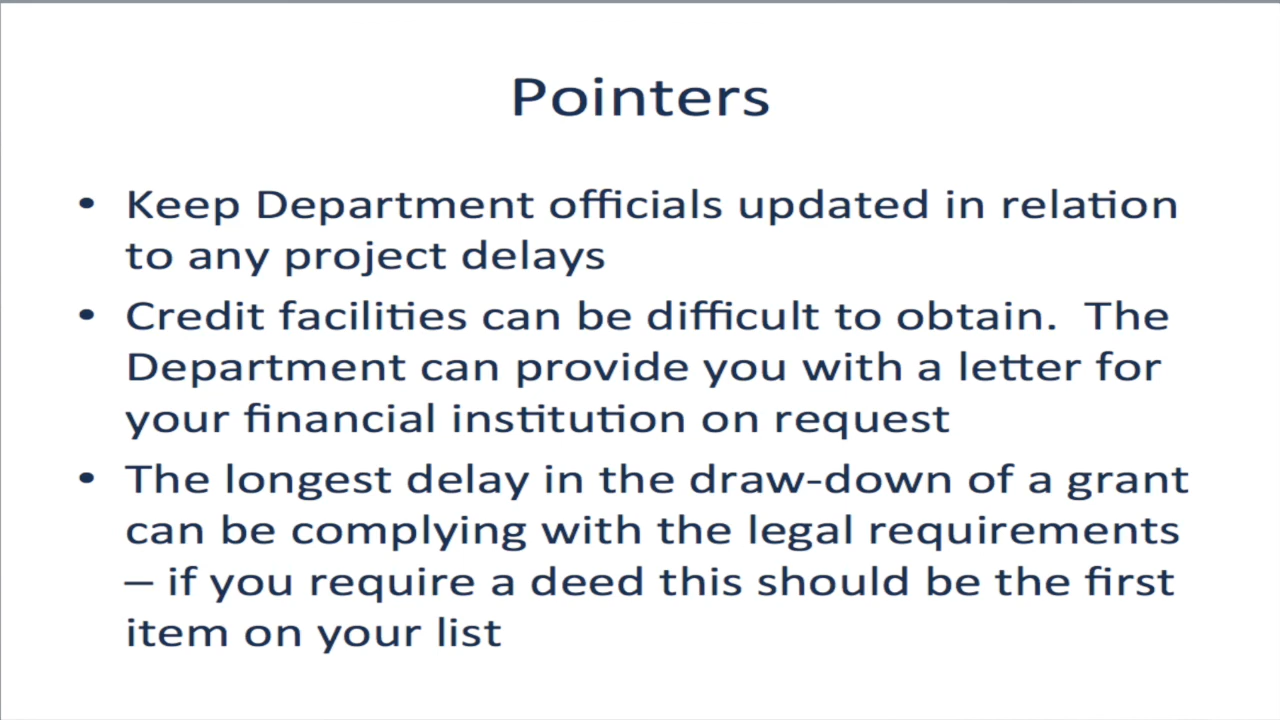 Pointers
• Keep Department officials updated in relation
to any project delays
• Credit facilities can be difficult to obtain.  The
Department can provide you with a letter for
your financial institution on request
• The longest delay in the draw-down of a grant
can be complying with the legal requirements
– if you require a deed this should be the first
item on your list